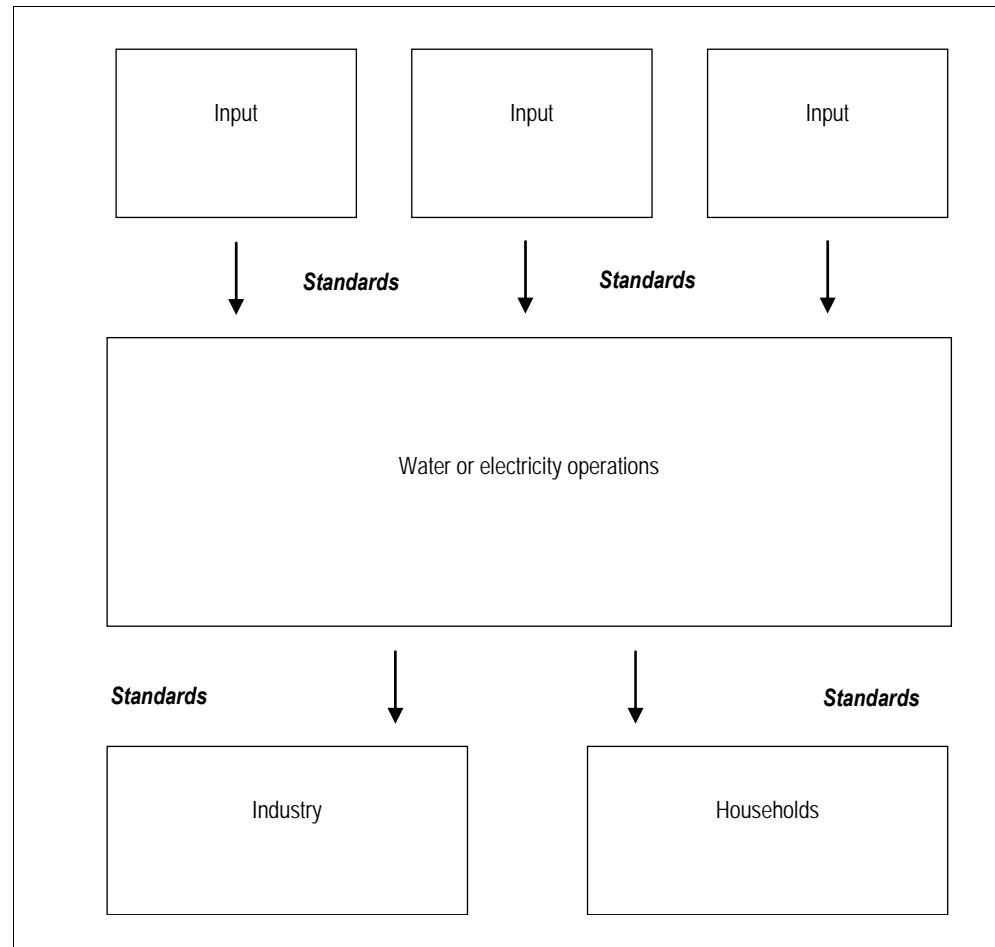 Input
Input
Input
Standards
Standards
Water or electricity operations
Standards
Standards
Industry
Households